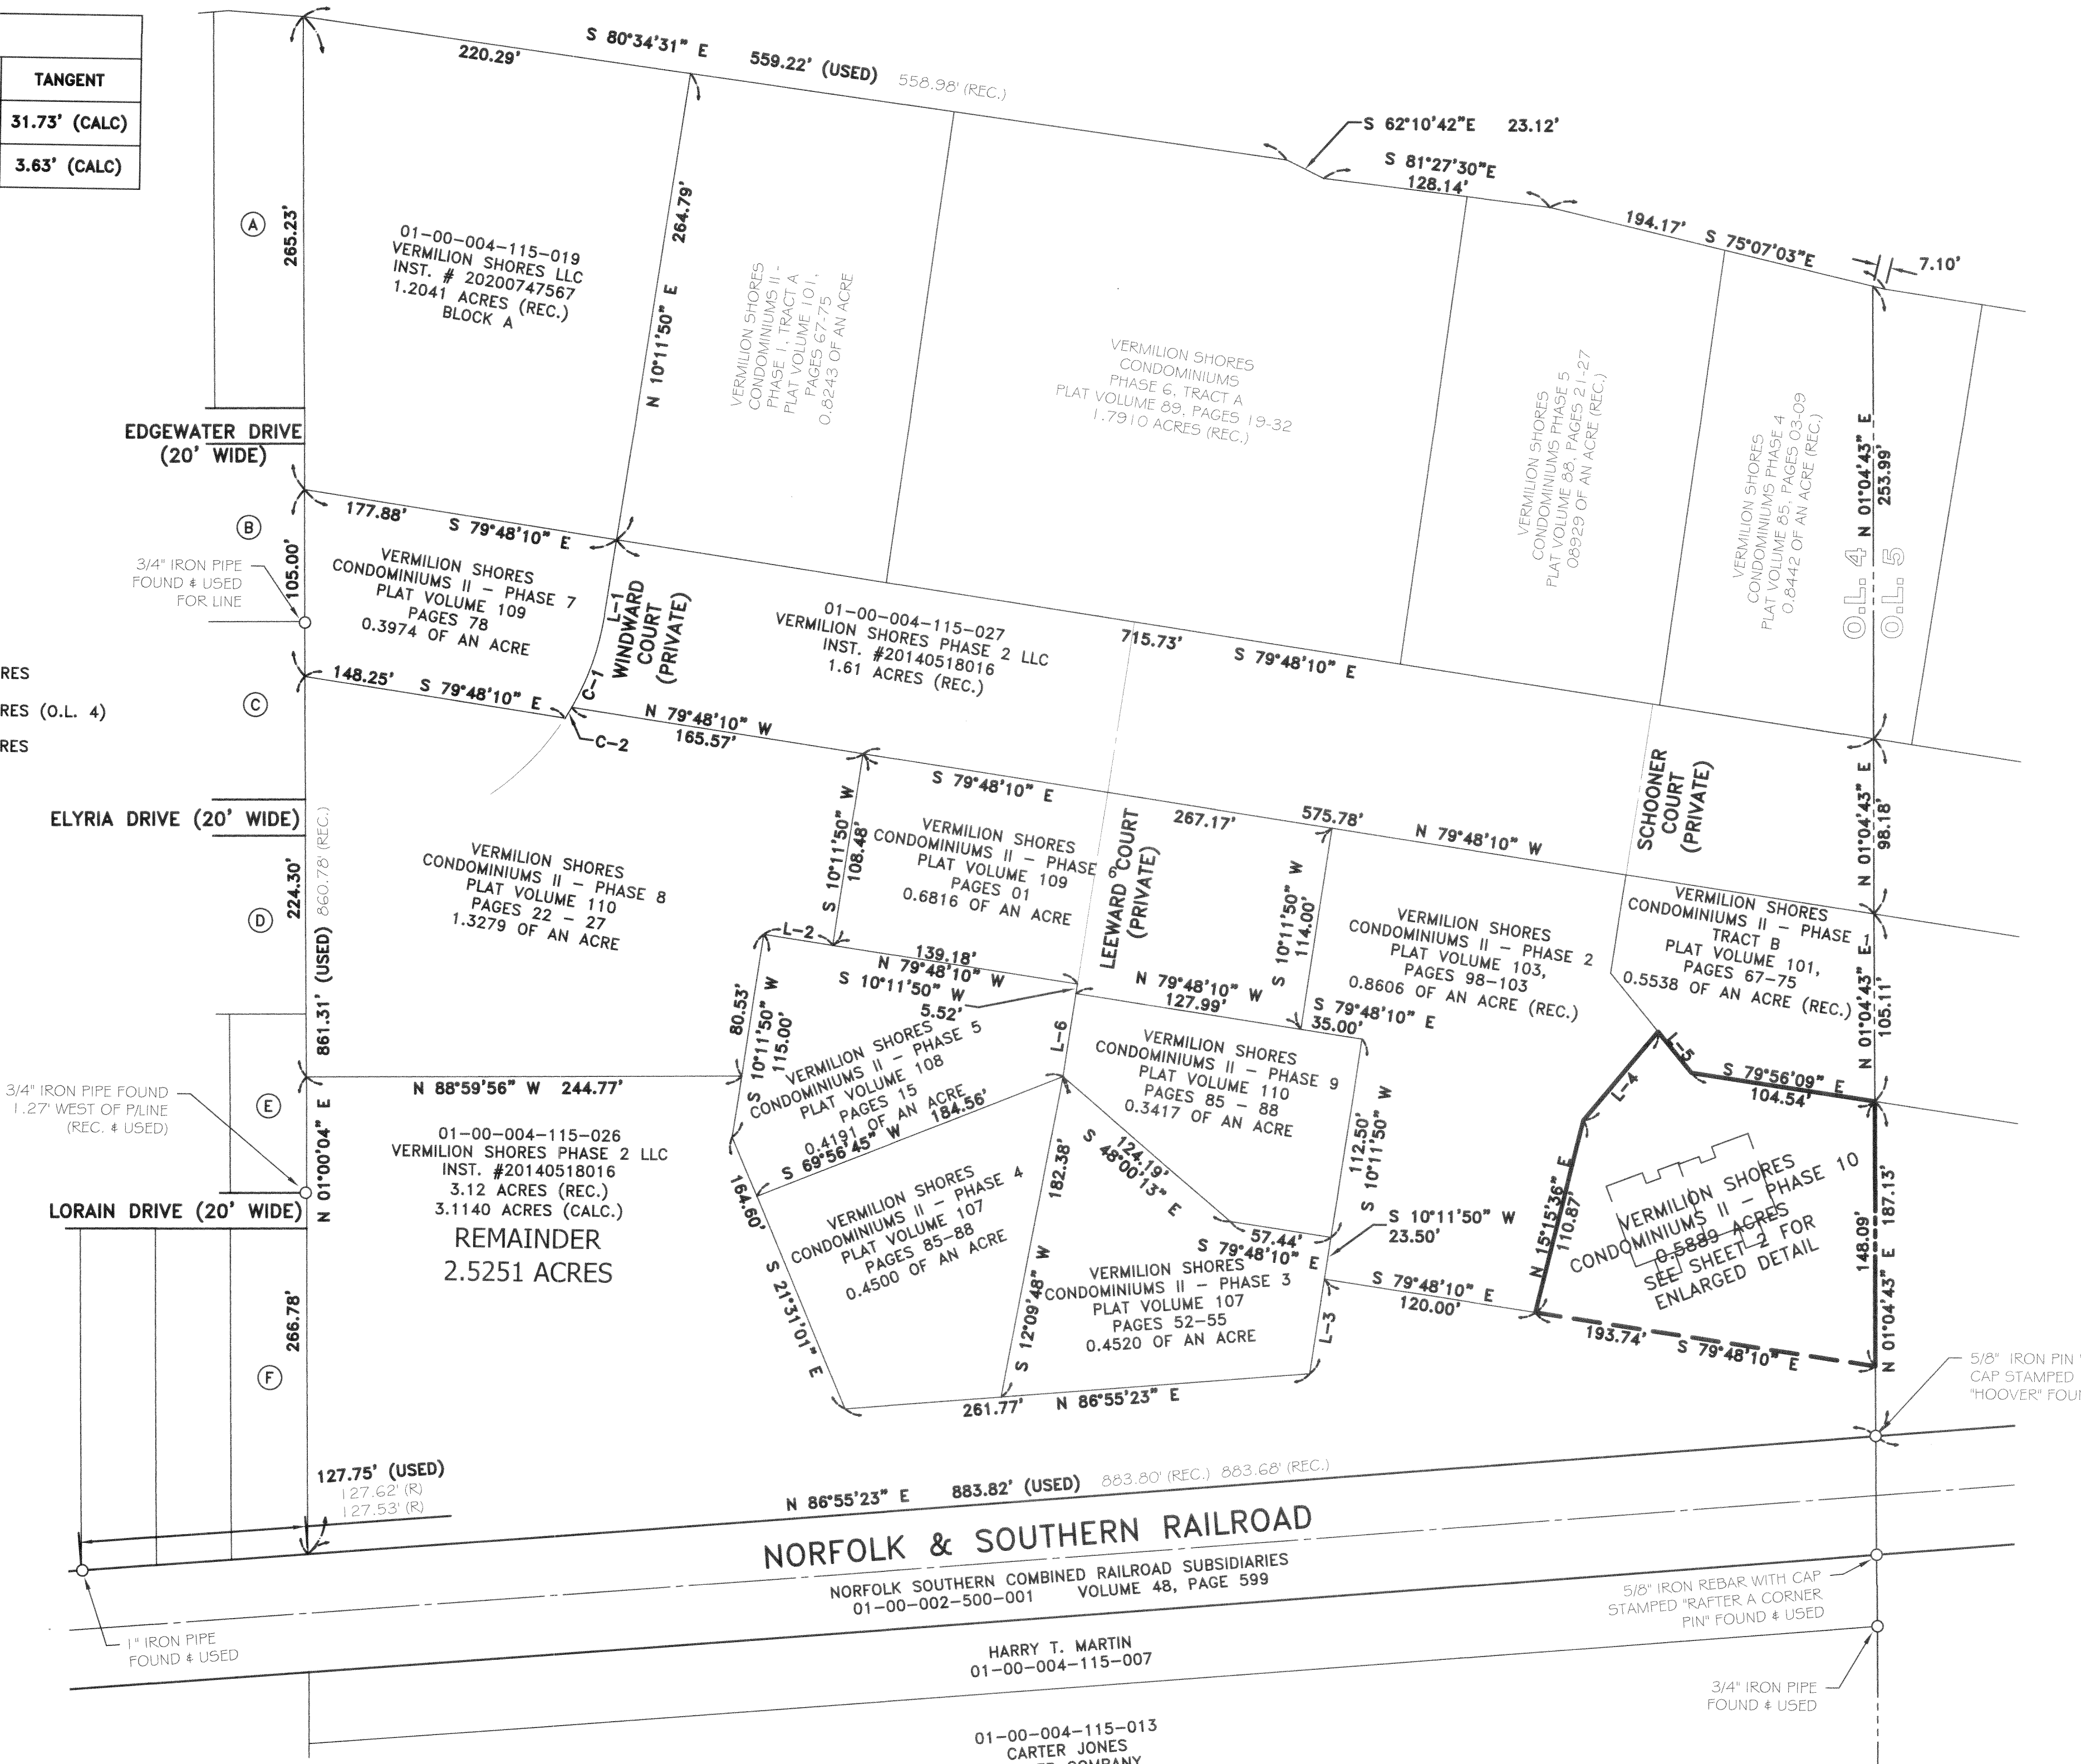 TANGENT
31.73' (CALC)
3.63' (CALC)
220.29'
S 80°34'31" E
559.22' (USED)
558.98' (REC.)
S 62°10'42"E 23.12'
S 81°27'30"E
128.14'
194.17' S 75°07'03"E
7.10'
A
265.23'
01-00-004-115-019
VERMILION SHORES LLC
INST. # 20200747567
1.2041 ACRES (REC.)
BLOCK A
N 10°11'50" E 264.79'
VERMILION SHORES
CONDOMINIUMS II -
PHASE 1, TRACT A
PLAT VOLUME 101,
PAGES 67-75
0.8243 OF AN ACRE
VERMILION SHORES
CONDOMINIUMS
PHASE 6, TRACT A
PLAT VOLUME 89, PAGES 19-32
1.7910 ACRES (REC.)
VERMILION SHORES
CONDOMINIUMS PHASE 5
PLAT VOLUME 88, PAGES 21-27
08929 OF AN ACRE (REC.)
VERMILION SHORES
CONDOMINIUMS PHASE 4
PLAT VOLUME 85, PAGES 03-09
0.8442 OF AN ACRE (REC.)
N 01°04'43" E
253.99'
O.L. 4
O.L. 5
EDGEWATER DRIVE
(20' WIDE)
B
105.00'
177.88' S 79°48'10" E
3/4" IRON PIPE
FOUND & USED
FOR LINE
VERMILION SHORES
CONDOMINIUMS II - PHASE 7
PLAT VOLUME 109
PAGES 78
0.3974 OF AN ACRE
L-1
WINDWARD
COURT
(PRIVATE)
C-1
01-00-004-115-027
VERMILION SHORES PHASE 2 LLC
INST. #20140518016
1.61 ACRES (REC.)
715.73' S 79°48'10" E
RES
RES (O.L. 4)
RES
C
148.25' S 79°48'10" E
C-2
N 79°48'10" W
165.57'
S 79°48'10" E
267.17'
575.78'
N 79°48'10" W
SCHOONER
COURT
(PRIVATE)
N 01°04'43" E
98.18'
ELYRIA DRIVE (20' WIDE)
D
224.30'
861.31' (USED) 860.78' (REC.)
VERMILION SHORES
CONDOMINIUMS II - PHASE 8
PLAT VOLUME 110
PAGES 22 - 27
1.3279 OF AN ACRE
S 10°11'50" W
108.48'
VERMILION SHORES
CONDOMINIUMS II - PHASE 6
PLAT VOLUME 109
PAGES 01
0.6816 OF AN ACRE
LEEWARD COURT
(PRIVATE)
S 10°11'50" W
114.00'
VERMILION SHORES
CONDOMINIUMS II - PHASE 2
PLAT VOLUME 103,
PAGES 98-103
0.8606 OF AN ACRE (REC.)
VERMILION SHORES
CONDOMINIUMS II - PHASE 1
TRACT B
PLAT VOLUME 101,
PAGES 67-75
0.5538 OF AN ACRE (REC.)
N 01°04'43" E
105.11'
L-2
139.18'
N 79°48'10" W
S 10°11'50" W
5.52'
N 79°48'10" W
127.99'
S 79°48'10" E
35.00'
80.53'
S 10°11'50" W
115.00'
VERMILION SHORES
CONDOMINIUMS II - PHASE 5
PLAT VOLUME 108
PAGES 15
0.4191 OF AN ACRE
S 69°56'45" W 184.56'
L-6
VERMILION SHORES
CONDOMINIUMS II - PHASE 9
PLAT VOLUME 110
PAGES 85 - 88
0.3417 OF AN ACRE
112.50'
S 10°11'50" W
L-4
L-5
S 79°56'09" E
104.54'
3/4" IRON PIPE FOUND
1.27' WEST OF P/LINE
(REC. & USED)
E
N 88°59'56" W 244.77'
N 01°00'04" E
01-00-004-115-026
VERMILION SHORES PHASE 2 LLC
INST. #20140518016
3.12 ACRES (REC.)
3.1140 ACRES (CALC.)
REMAINDER
2.5251 ACRES
164.60'
S 21°31'01" E
VERMILION SHORES
CONDOMINIUMS II - PHASE 4
PLAT VOLUME 107
PAGES 85-88
0.4500 OF AN ACRE
182.38'
S 12°09'48" W
124.19'
S 48°00'13" E
57.44'
S 79°48'10" E
S 10°11'50" W
23.50'
VERMILION SHORES
CONDOMINIUMS II - PHASE 3
PLAT VOLUME 107
PAGES 52-55
0.4520 OF AN ACRE
L-3
S 79°48'10" E
120.00'
N 15°15'36" E
110.87'
VERMILION SHORES
CONDOMINIUMS II - PHASE 10
0.5889 ACRES
SEE SHEET 2 FOR
ENLARGED DETAIL
148.09'
N 01°04'43" E 187.13'
193.74' S 79°48'10" E
LORAIN DRIVE (20' WIDE)
F
266.78'
261.77' N 86°55'23" E
5/8" IRON PIN
CAP STAMPED
"HOOVER"
127.75' (USED)
127.62' (R)
127.53' (R)
N 86°55'23" E 883.82' (USED) 883.80' (REC.) 883.68' (REC.)
NORFOLK & SOUTHERN RAILROAD
NORFOLK SOUTHERN COMBINED RAILROAD SUBSIDIARIES
01-00-002-500-001 VOLUME 48, PAGE 599
5/8" IRON REBAR WITH CAP
STAMPED "RAFTER A CORNER
PIN" FOUND & USED
1" IRON PIPE
FOUND & USED
HARRY T. MARTIN
01-00-004-115-007
3/4" IRON PIPE
FOUND & USED
01-00-004-115-013
CARTER JONES
COMPANY